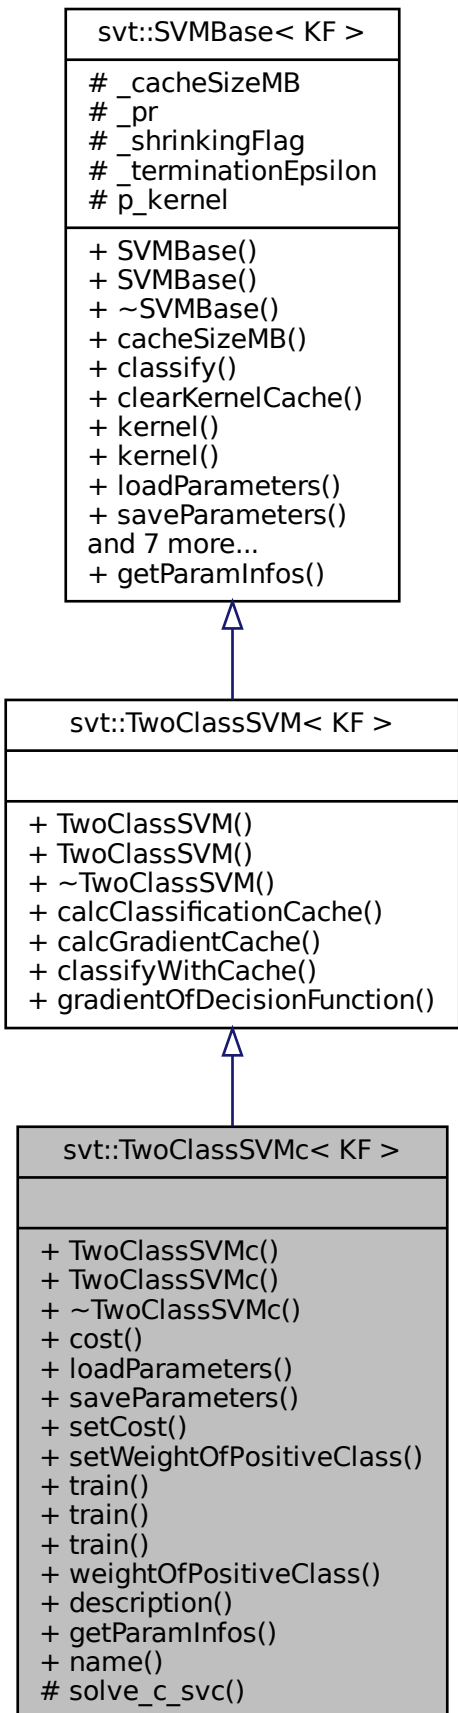 svt::SVMBase< KF >
# _cacheSizeMB
# _pr
# _shrinkingFlag
# _terminationEpsilon
# p_kernel
+ SVMBase()
+ SVMBase()
+ ~SVMBase()
+ cacheSizeMB()
+ classify()
+ clearKernelCache()
+ kernel()
+ kernel()
+ loadParameters()
+ saveParameters()
and 7 more...
+ getParamInfos()
svt::TwoClassSVM< KF >
+ TwoClassSVM()
+ TwoClassSVM()
+ ~TwoClassSVM()
+ calcClassificationCache()
+ calcGradientCache()
+ classifyWithCache()
+ gradientOfDecisionFunction()
svt::TwoClassSVMc< KF >
+ TwoClassSVMc()
+ TwoClassSVMc()
+ ~TwoClassSVMc()
+ cost()
+ loadParameters()
+ saveParameters()
+ setCost()
+ setWeightOfPositiveClass()
+ train()
+ train()
+ train()
+ weightOfPositiveClass()
+ description()
+ getParamInfos()
+ name()
# solve_c_svc()